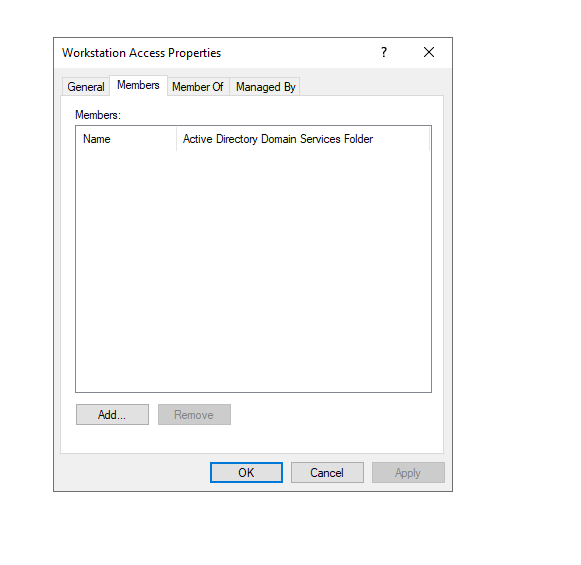 Workstation Access Properties ?
General Members Member Of Managed By
Members:
Name Active Directory Domain Services Folder
Add... Remove
OK Cancel Apply